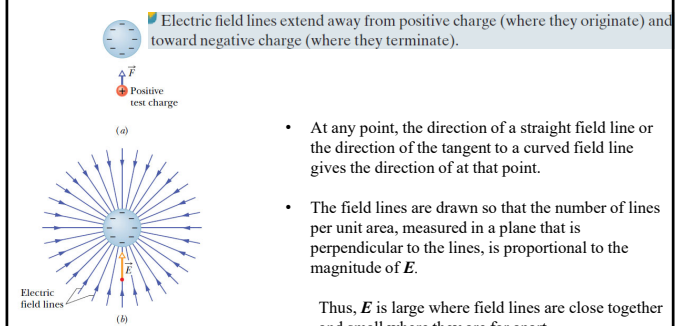 Electric field lines extend away from positive charge (where they originate) and
toward negative charge (where they terminate).
F
+ Positive
test charge
(a)
• At any point, the direction of a straight field line or
the direction of the tangent to a curved field line
gives the direction of at that point.
• The field lines are drawn so that the number of lines
per unit area, measured in a plane that is
perpendicular to the lines, is proportional to the
magnitude of E.
E
Electric
field lines
Thus, E is large where field lines are close together
(b)